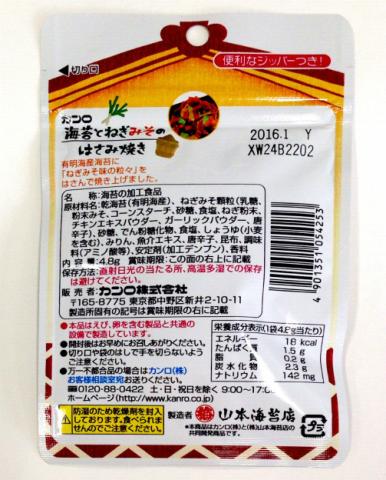 便利なジッパーつき!
◀切り口
カンロ
海苔とねぎみその
はさみ焼き
有明海産海苔に
「ねぎみそ味の粒々」を
はさんで焼き上げました。
2016.1 Y
XW24B2202
名称:海苔の加工食品
原材料名:乾海苔(有明海産)、ねぎみそ顆粒(乳糖、
粉末みそ、コーンスターチ、砂糖、食塩、ねぎ粉末、
チキンエキスパウダー、ガーリックパウダー、唐
辛子)、砂糖、でん粉糖化物、食塩、しょうゆ(小麦
を含む)、みりん、魚介エキス、唐辛子、昆布、調味
料(アミノ酸等)、安定剤(加工デンプン)、香料
内容量:4.8g 賞味期限:この面の右上に記載
保存方法:直射日光の当たる所、高温多湿での保存
は避けてください。
販売者:カンロ株式会社
〒165-8775 東京都中野区新井2-10-11
製造所固有の記号は賞味期限の右に記載
4901351034253
●本品はえび、卵を含む製品と共通の
設備で製造しています。
●開封後はお早めにお召しあがりください。
●切り口や袋のはしで手を切らないように
ご注意ください。
●万一不都合品の場合はカンロ(株)
お客様相談室宛お送りください。
0120-88-0422 土・日・祝日を除く 9:00~17:00
ホームページ(http://www.kanro.co.jp)
栄養成分表示(1袋4.8g当たり)
エネルギー 18 kcal
たんぱく質 1.5 g
脂質 0.2 g
炭水化物 2.3 g
ナトリウム 142 mg
防湿のため乾燥剤を封入
しております。食べられま
せんのでご注意ください。
製造者 山本海苔店
*本商品はカンロ(株)と(株)山本海苔店の
共同開発商品です。
プラ